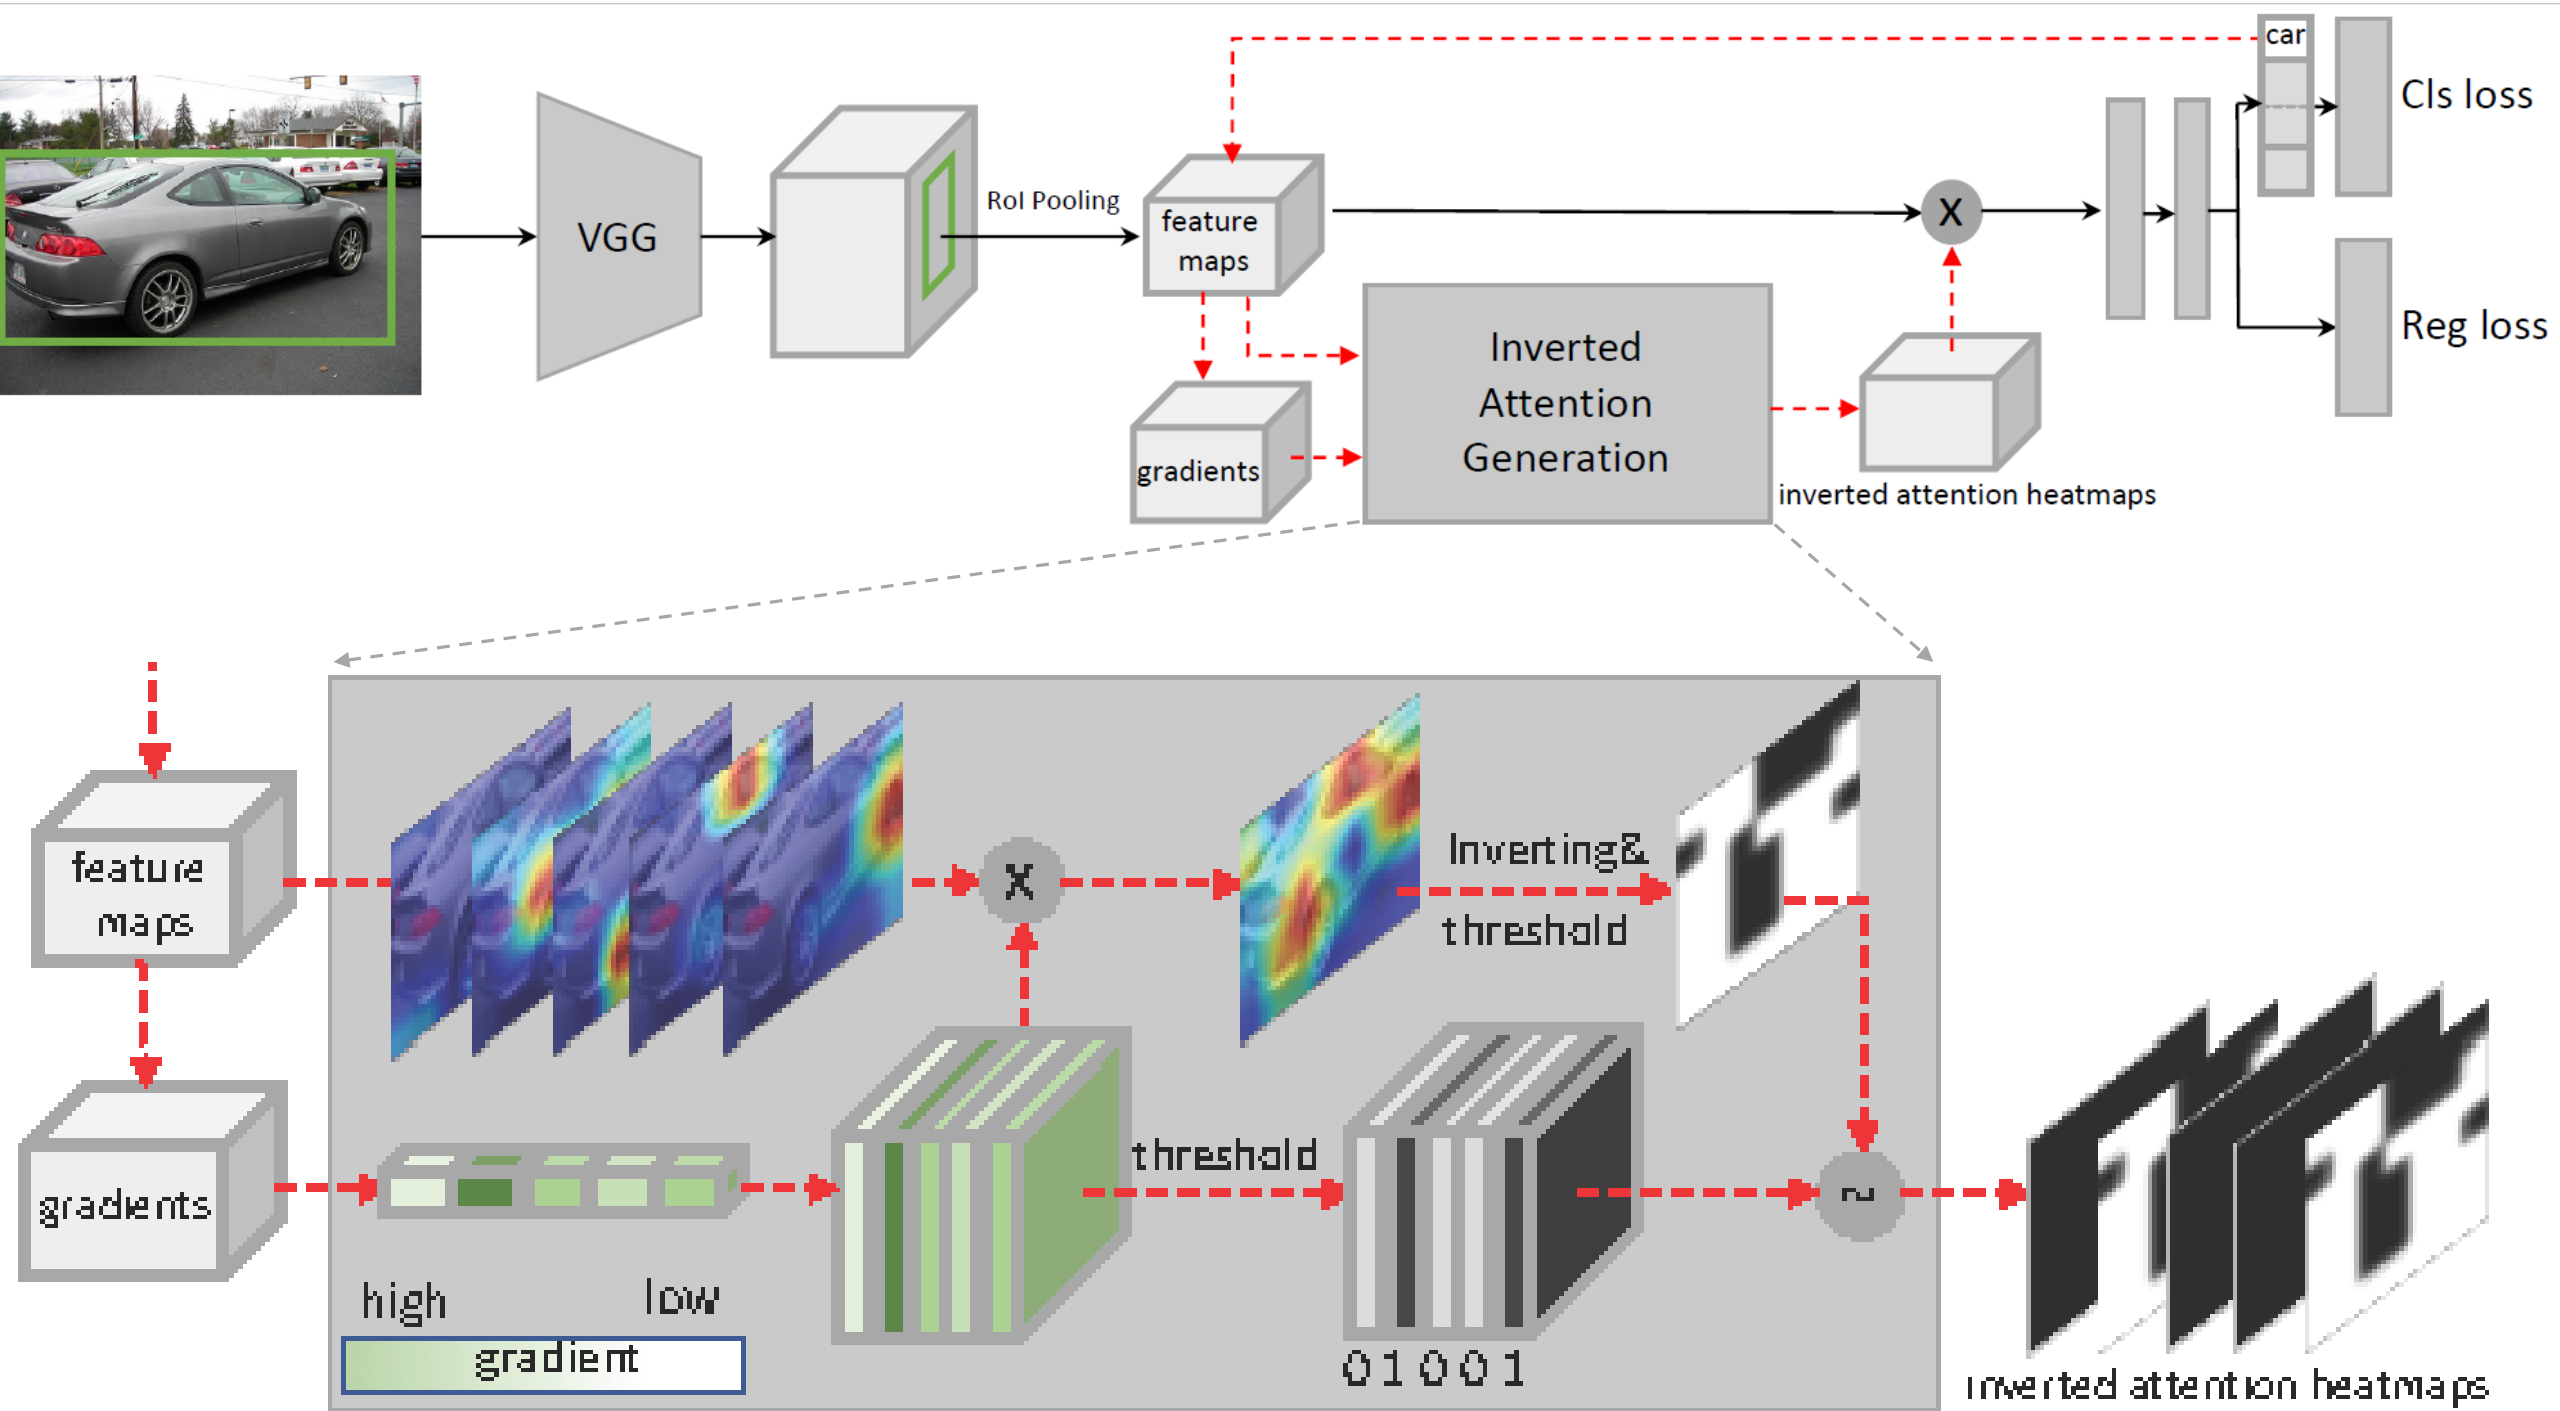 car
Cls loss
VGG
RoI Pooling
feature
maps
X
Reg loss
Inverted
Attention
Generation
gradients
inverted attention heatmaps
feature
maps
X
Inverting&
threshold
gradients
threshold
~
high
low
gradient
0 1 0 0 1
inverted attention heatmaps